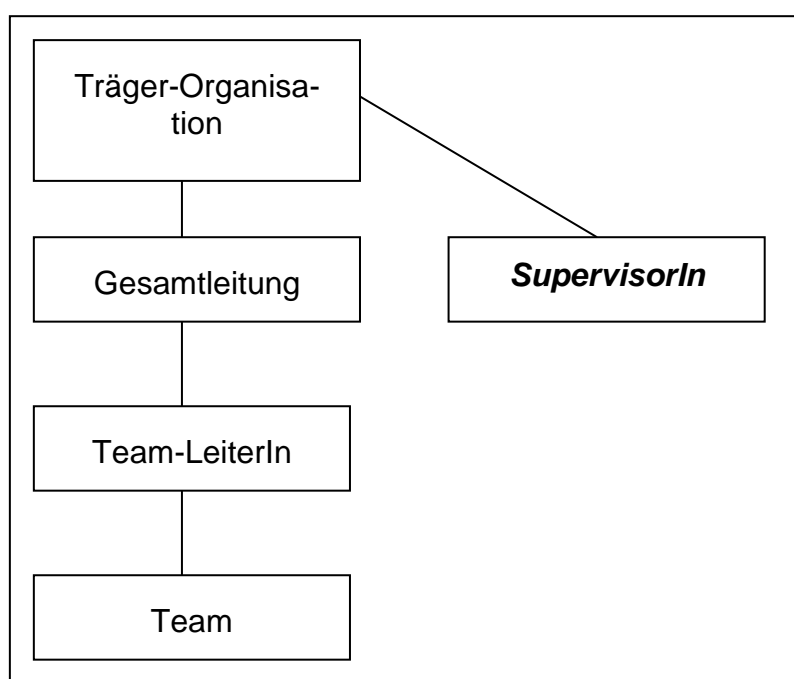 Träger-Organisa-
tion
Gesamtleitung
SupervisorIn
Team-LeiterIn
Team